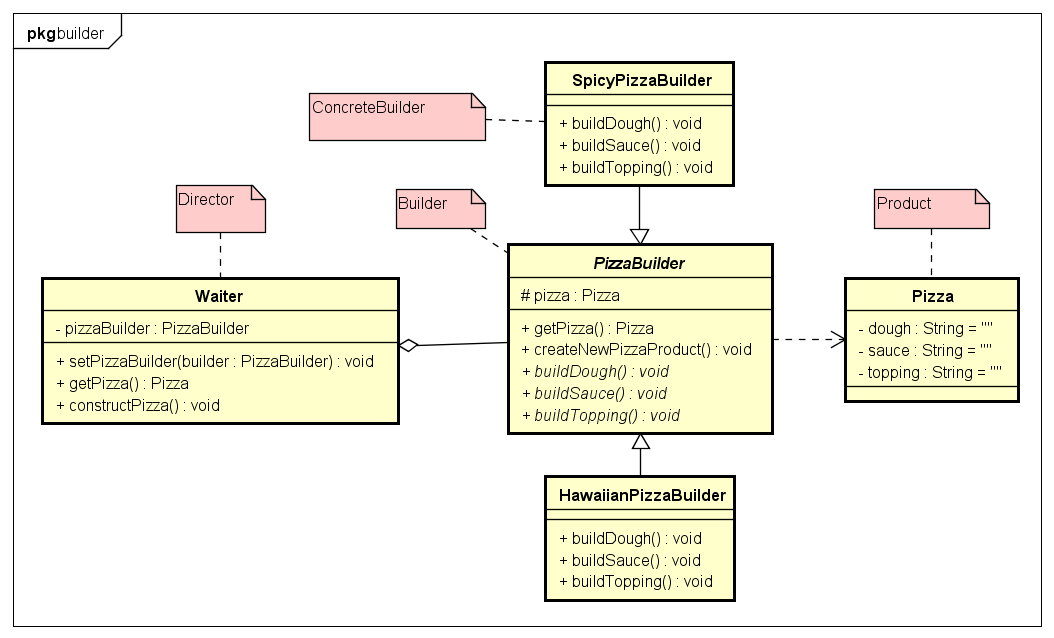 pkg builder
SpicyPizzaBuilder
+ buildDough() : void
+ buildSauce() : void
+ buildTopping() : void
ConcreteBuilder
Director
Builder
Product
Waiter
- pizzaBuilder : PizzaBuilder
+ setPizzaBuilder(builder : PizzaBuilder) : void
+ getPizza() : Pizza
+ constructPizza() : void
PizzaBuilder
# pizza : Pizza
+ getPizza() : Pizza
+ createNewPizzaProduct() : void
+ buildDough() : void
+ buildSauce() : void
+ buildTopping() : void
Pizza
- dough : String = ""
- sauce : String = ""
- topping : String = ""
HawaiianPizzaBuilder
+ buildDough() : void
+ buildSauce() : void
+ buildTopping() : void